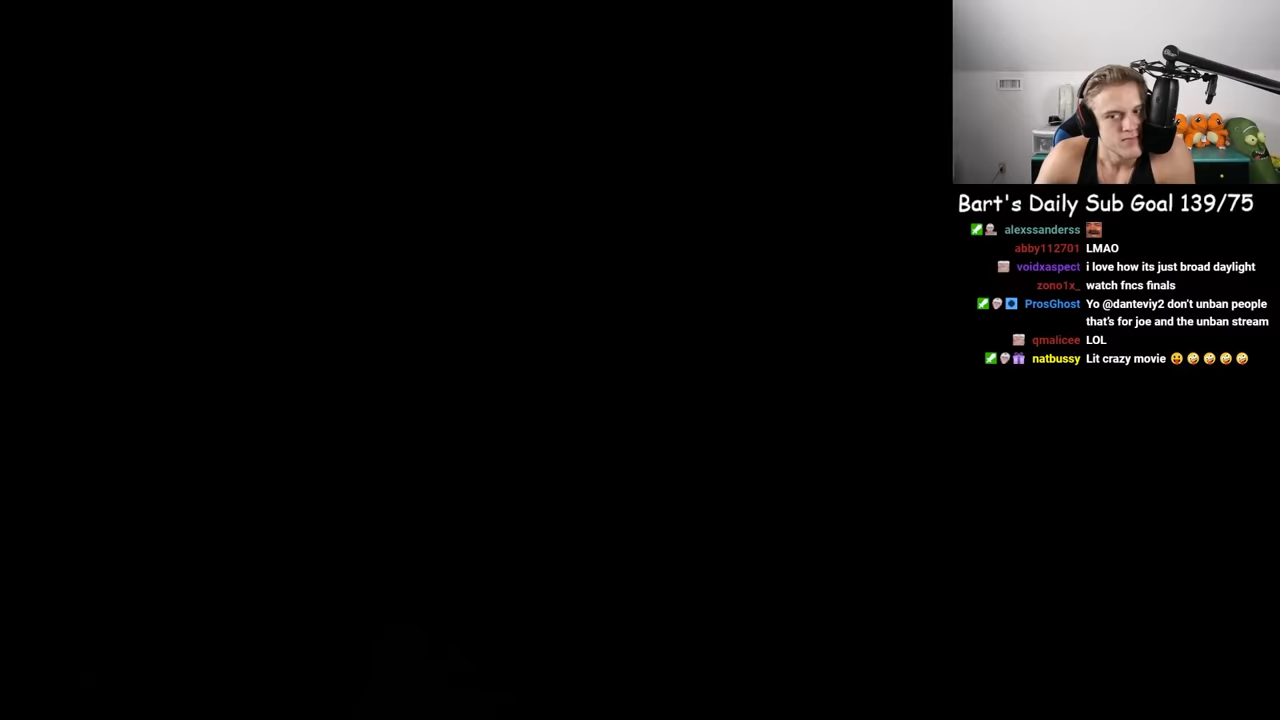 Bart's Daily Sub Goal 139/75
alexssanderss
abby112701 LMAO
voidxaspect i love how its just broad daylight
zono1x_ watch fncs finals
ProsGhost Yo @danteviy2 don't unban people
that's for joe and the unban stream
qmalicee LOL
natbussy Lit crazy movie 😛 🤪 🤪 🤪 🤪